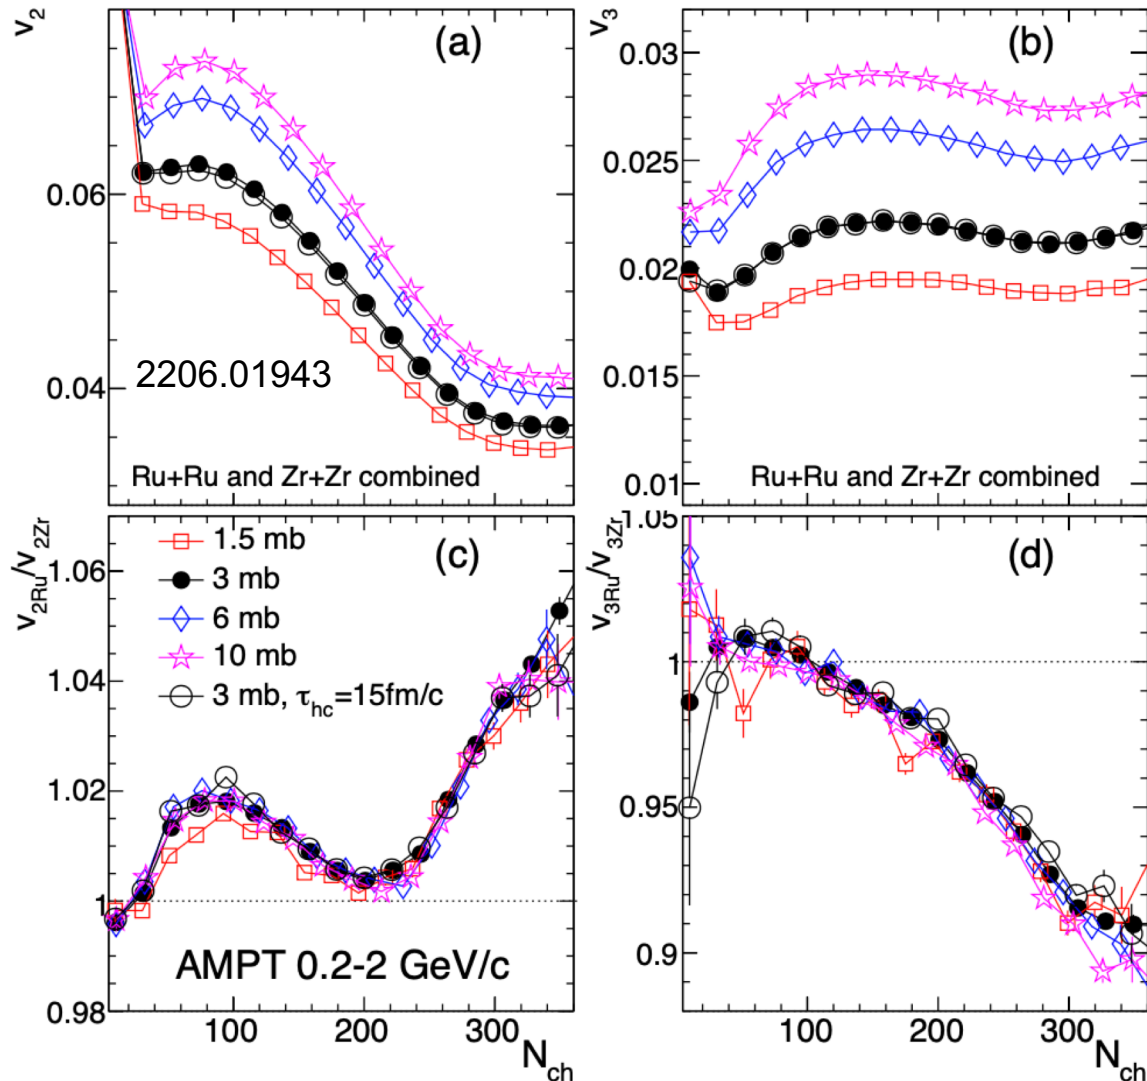 v₂
(a)
0.06
0.04
2206.01943
Ru+Ru and Zr+Zr combined
v₃
(b)
0.03
0.025
0.02
0.015
0.01
Ru+Ru and Zr+Zr combined
v₂Ru/v₂Zr
(c)
1.06
1.04
1.02
1
0.98
1.5 mb
3 mb
6 mb
10 mb
3 mb, τhc=15fm/c
AMPT 0.2-2 GeV/c
100 200 300
Nch
v₃Ru/v₃Zr
(d)
1.05
1
0.95
0.9
100 200 300
Nch